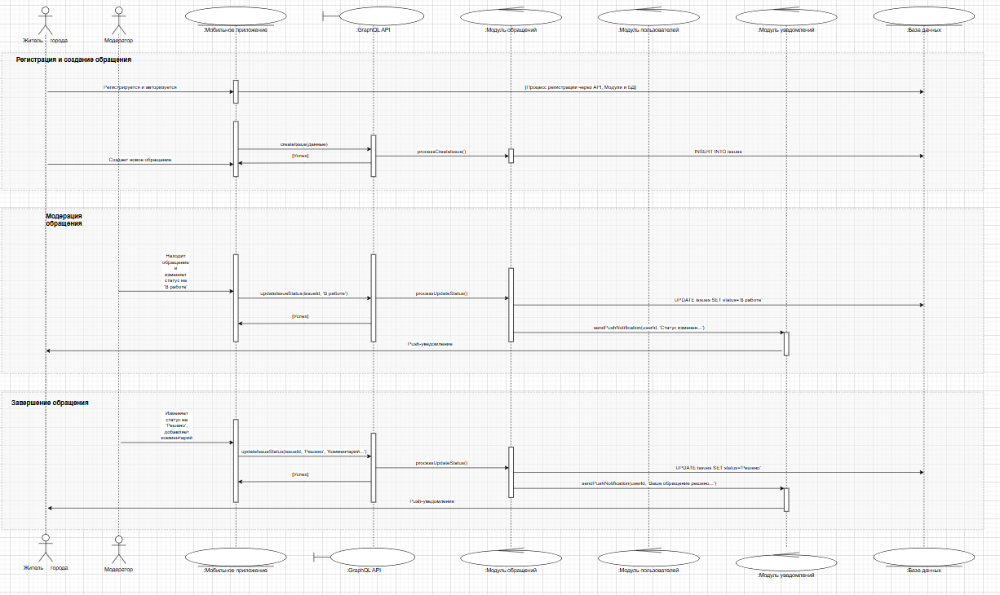 Житель города
Модератор
:Мобильное приложение
:GraphQL API
:Модуль обращений
:Модуль пользователей
:Модуль уведомлений
:База данных
Регистрация и создание обращения
Регистрируется и авторизуется
[Процесс регистрации через API, Модули и БД]
createIssue(данные)
processCreateIssue()
INSERT INTO issues
[Успех]
Создает новое обращение
Модерация
обращения
Находит
обращение
и
изменяет
статус на
'В работе'
updateIssueStatus(issueId, 'В работе')
processUpdateStatus()
UPDATE issues SET status='В работе'
[Успех]
sendPushNotification(userId, 'Статус изменен...')
Push-уведомление
Завершение обращения
Изменяет
статус на
'Решено',
добавляет
комментарий
updateIssueStatus(issueId, 'Решено', 'Комментарий...')
processUpdateStatus()
UPDATE issues SET status='Решено'
[Успех]
sendPushNotification(userId, 'Ваше обращение решено...')
Push-уведомление
Житель города
Модератор
:Мобильное приложение
:GraphQL API
:Модуль обращений
:Модуль пользователей
:Модуль уведомлений
:База данных